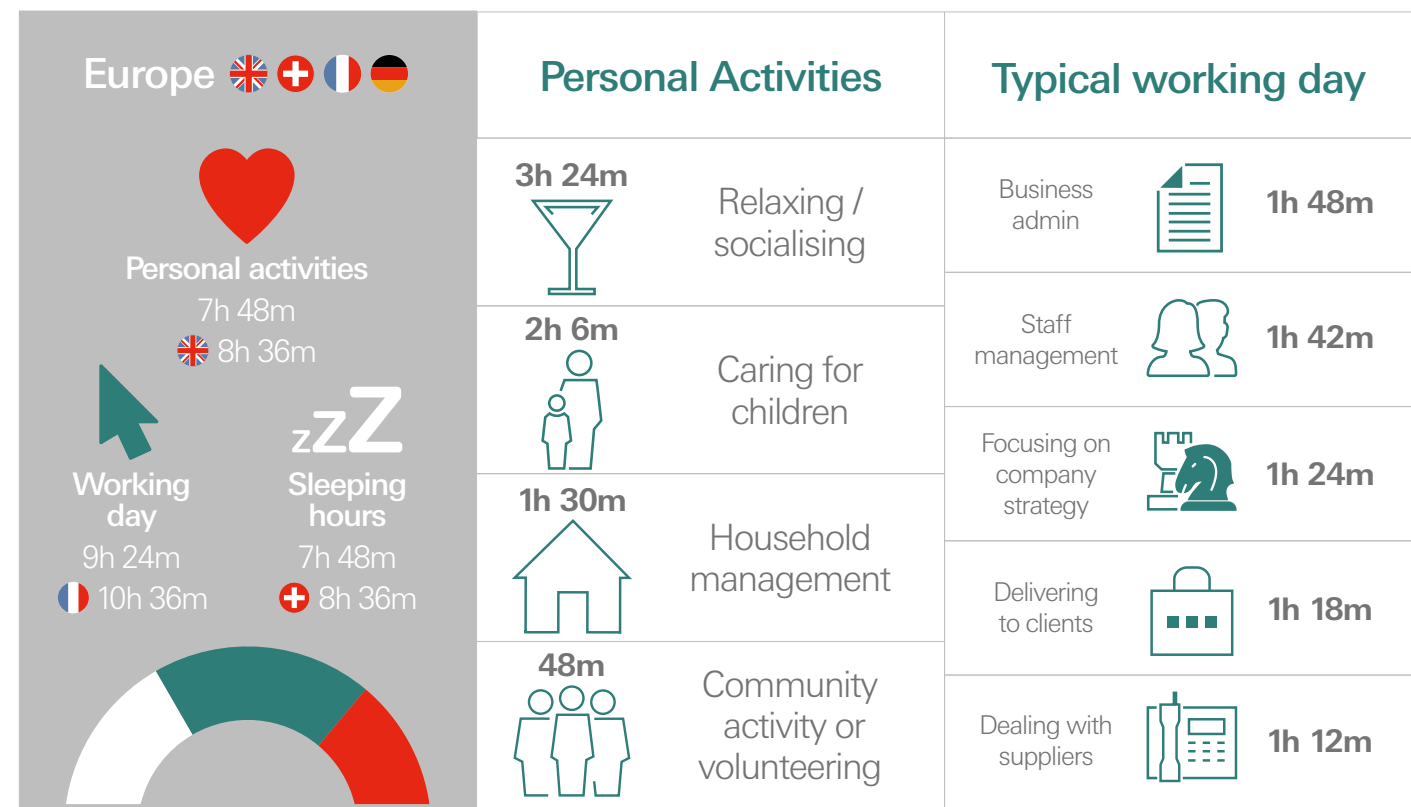 Europe
Personal activities
7h 48m
8h 36m
zZZ
Working
day
9h 24m
10h 36m
Sleeping
hours
7h 48m
8h 36m
Personal Activities
3h 24m
Relaxing /
socialising
2h 6m
Caring for
children
1h 30m
Household
management
48m
Community
activity or
volunteering
Typical working day
Business
admin
1h 48m
Staff
management
1h 42m
Focusing on
company
strategy
1h 24m
Delivering
to clients
1h 18m
Dealing with
suppliers
1h 12m